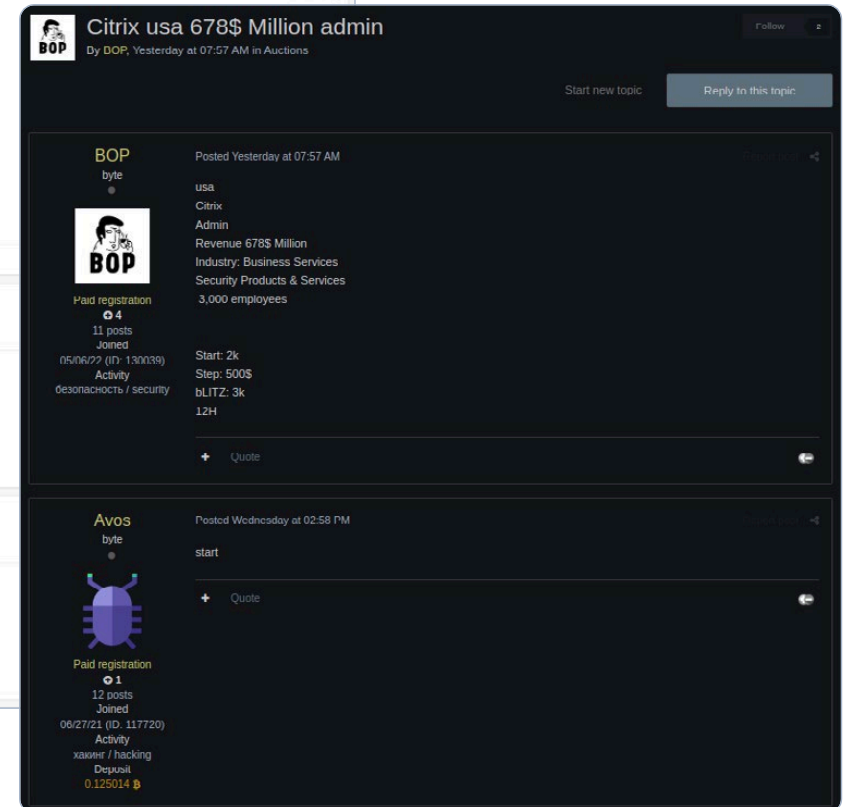 BOP
Citrix usa 678$ Million admin
By BOP, Yesterday at 07:57 AM in Auctions
Follow 2
Start new topic
Reply to this topic
BOP
byte
BOP
Paid registration
4
11 posts
Joined
05/06/22 (ID: 130039)
Activity
безопасность / security
Posted Yesterday at 07:57 AM
usa
Citrix
Admin
Revenue 678$ Million
Industry: Business Services
Security Products & Services
3,000 employees
Start: 2k
Step: 500$
bLITZ: 3k
12H
+ Quote
Avos
byte
Paid registration
1
12 posts
Joined
06/27/21 (ID: 117720)
Activity
хакинг / hacking
Deposit
0.125014 ฿
Posted Wednesday at 02:58 PM
start
+ Quote